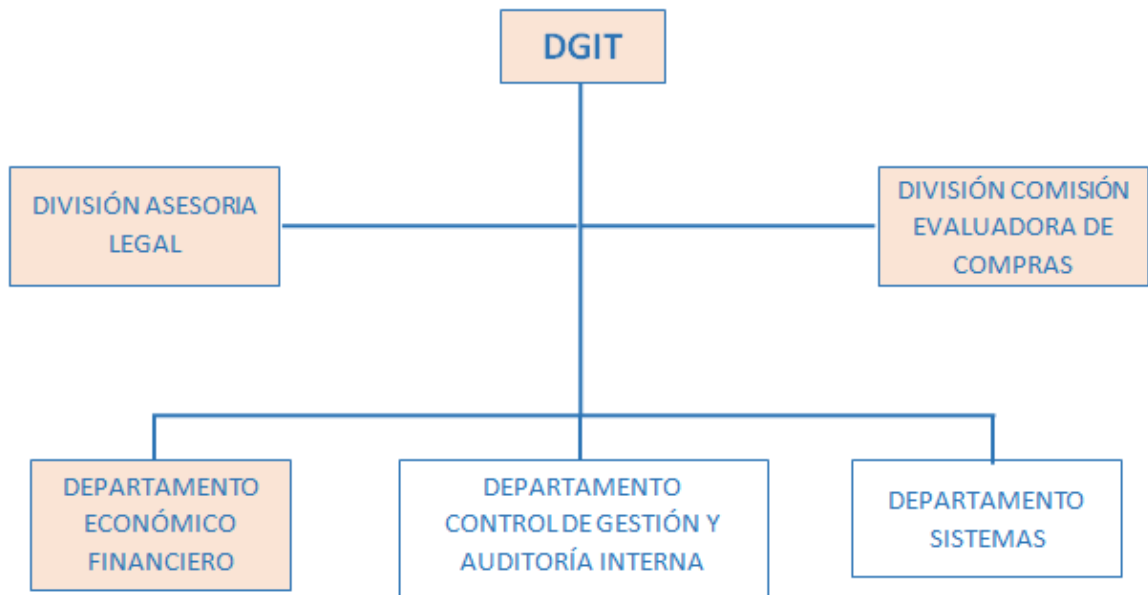 DGIT
DIVISIÓN ASESORIA
LEGAL
DIVISIÓN COMISIÓN
EVALUADORA DE
COMPRAS
DEPARTAMENTO
ECONÓMICO
FINANCIERO
DEPARTAMENTO
CONTROL DE GESTIÓN Y
AUDITORÍA INTERNA
DEPARTAMENTO
SISTEMAS